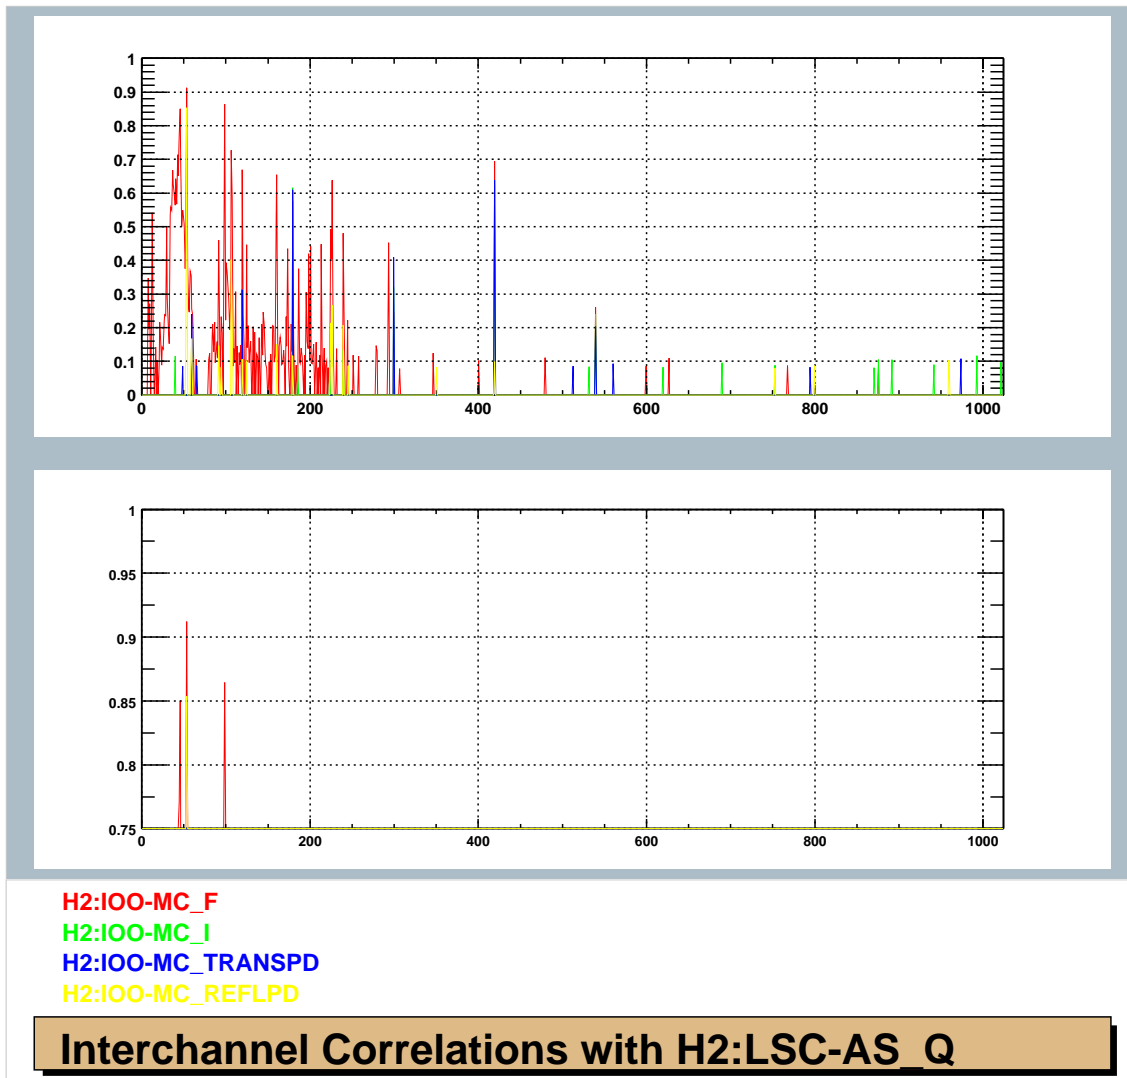 1
0.9
0.8
0.7
0.6
0.5
0.4
0.3
0.2
0.1
0
0 200 400 600 800 1000
1
0.95
0.9
0.85
0.8
0.75
0 200 400 600 800 1000
H2:IOO-MC_F
H2:IOO-MC_I
H2:IOO-MC_TRANSPD
H2:IOO-MC_REFLPD
Interchannel Correlations with H2:LSC-AS_Q